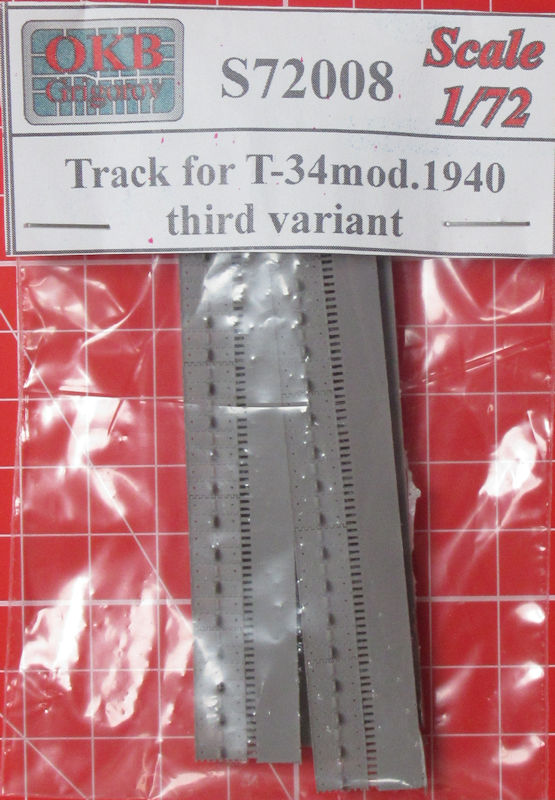 OKB
Grigorov
S72008
Scale
1/72
Track for T-34mod.1940
third variant